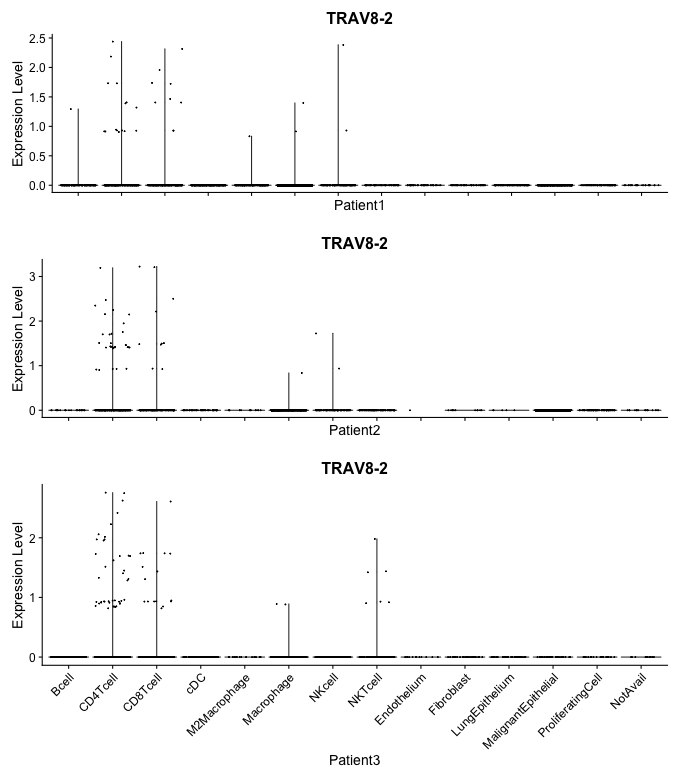 TRAV8-2
Expression Level
2.5
2.0
1.5
1.0
0.5
0.0
Patient1
TRAV8-2
Expression Level
3
2
1
0
Patient2
TRAV8-2
Expression Level
2
1
0
Bcell
CD4Tcell
CD8Tcell
cDC
M2Macrophage
Macrophage
NKcell
NKTcell
Endothelium
Fibroblast
LungEpithelium
MalignantEpithelial
ProliferatingCell
NotAvail
Patient3